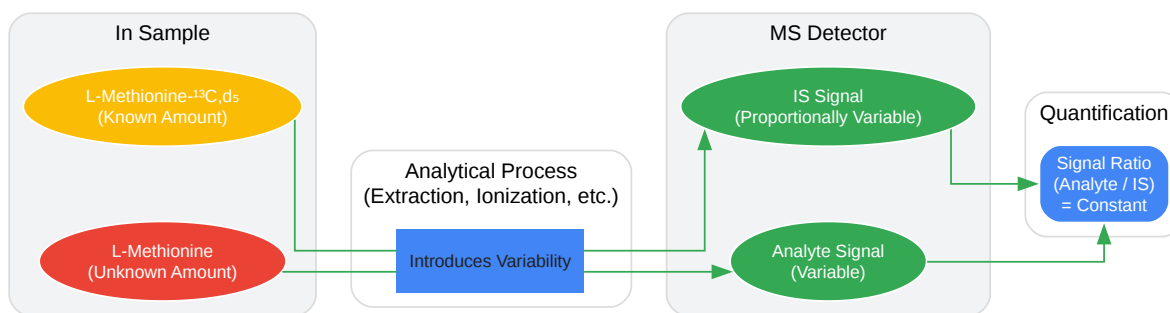 In Sample
L-Methionine-¹³C,d₅
(Known Amount)
L-Methionine
(Unknown Amount)
Analytical Process
(Extraction, Ionization, etc.)
Introduces Variability
MS Detector
IS Signal
(Proportionally Variable)
Analyte Signal
(Variable)
Quantification
Signal Ratio
(Analyte / IS)
= Constant